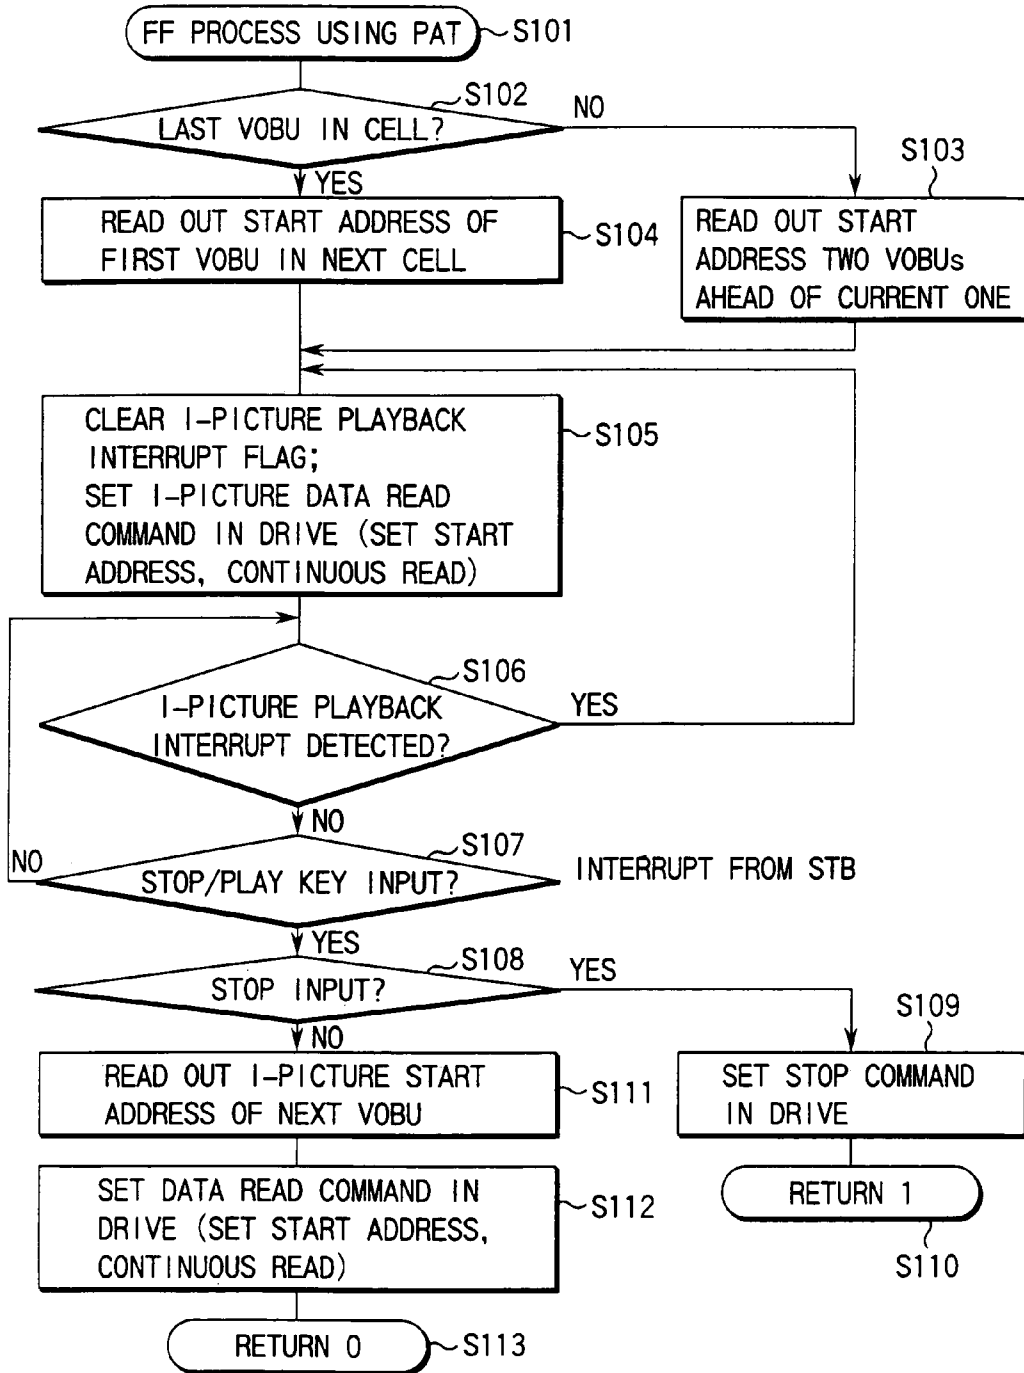 FF PROCESS USING PAT
S101
S102
LAST VOBU IN CELL?
NO
YES
S103
READ OUT START ADDRESS OF
FIRST VOBU IN NEXT CELL
S104
READ OUT START
ADDRESS TWO VOBUs
AHEAD OF CURRENT ONE
CLEAR I-PICTURE PLAYBACK
INTERRUPT FLAG;
SET I-PICTURE DATA READ
COMMAND IN DRIVE (SET START
ADDRESS, CONTINUOUS READ)
S105
S106
I-PICTURE PLAYBACK
INTERRUPT DETECTED?
YES
NO
S107
NO
STOP/PLAY KEY INPUT?
INTERRUPT FROM STB
YES
S108
STOP INPUT?
YES
NO
S109
READ OUT I-PICTURE START
ADDRESS OF NEXT VOBU
S111
SET STOP COMMAND
IN DRIVE
SET DATA READ COMMAND IN
DRIVE (SET START ADDRESS,
CONTINUOUS READ)
S112
RETURN 1
S110
RETURN 0
S113